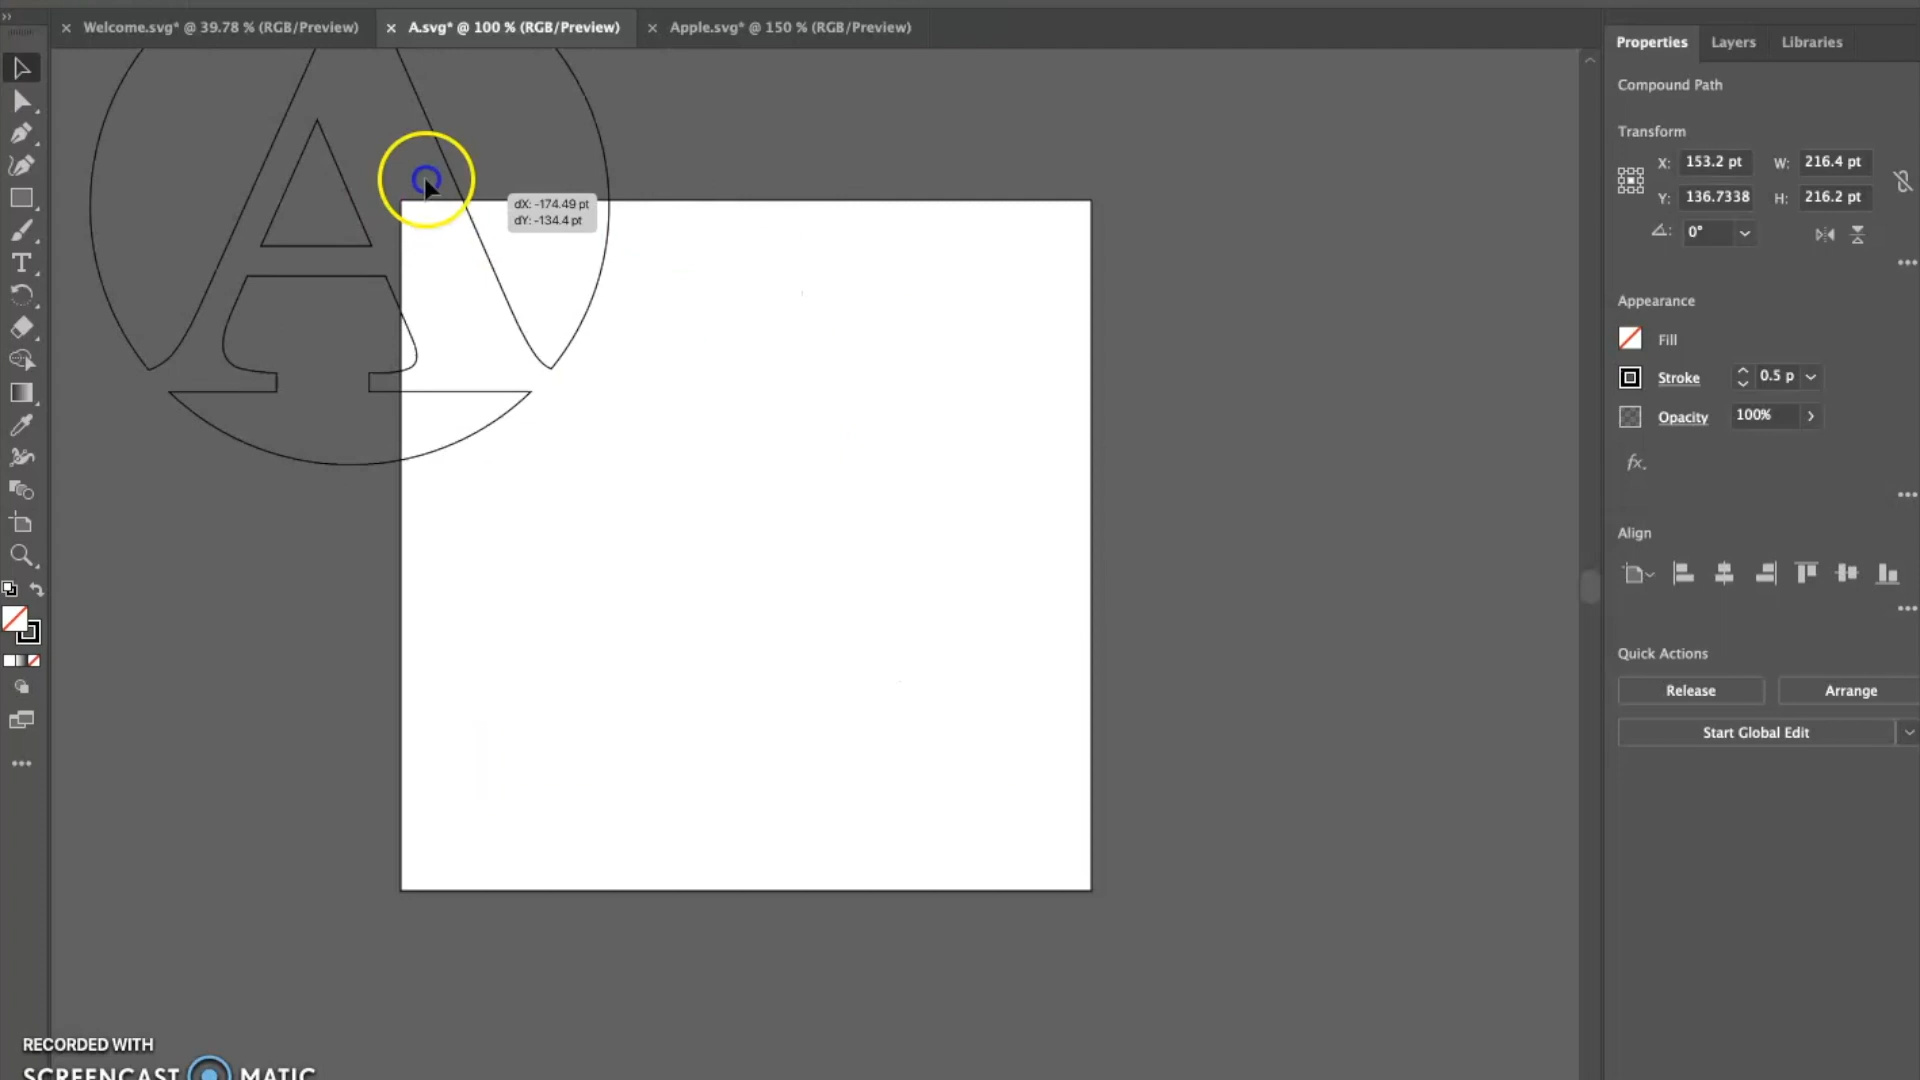 Welcome.svg* @ 39.78 % (RGB/Preview)
A.svg* @ 100 % (RGB/Preview)
Apple.svg* @ 150 % (RGB/Preview)
Properties
Layers
Libraries
Compound Path
Transform
X: 153.2 pt
W: 216.4 pt
Y: 136.7338
H: 216.2 pt
0°
A
dX: -174.49 pt
dY: -134.4 pt
Appearance
Fill
Stroke
0.5 p
Opacity
100%
fx.
Align
Quick Actions
Release
Arrange
Start Global Edit
RECORDED WITH
SCREENCAST MATIC